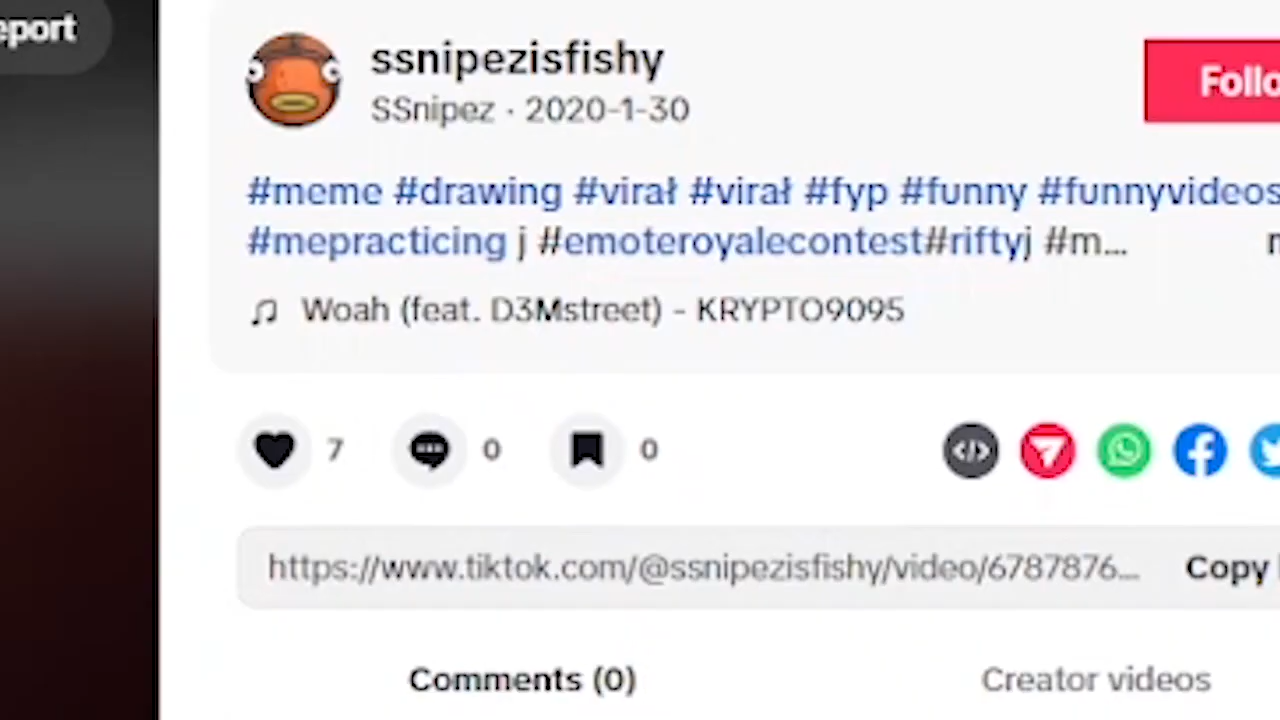 eport
ssnipezisfishy
SSnipez · 2020-1-30
Follo
#meme #drawing #virał #virał #fyp #funny #funnyvideos
#mepracticing j #emoteroyalecontest#riftyj #m...
♫ Woah (feat. D3Mstreet) - KRYPTO9095
7 0 0
https://www.tiktok.com/@ssnipezisfishy/video/6787876...
Copy
Comments (0)
Creator videos